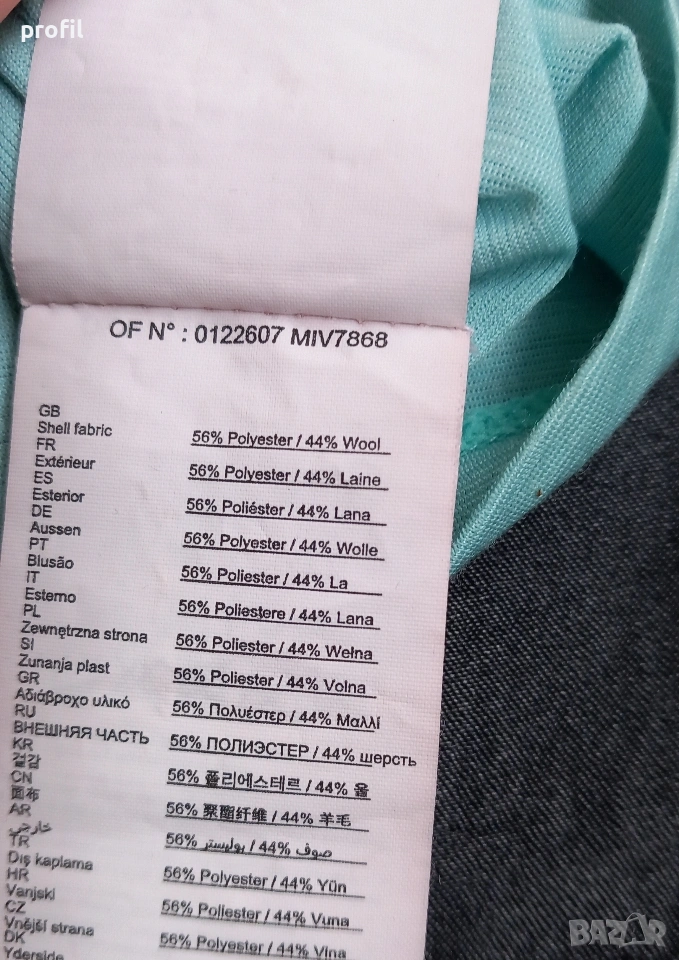 profil
OF N° : 0122607 MIV7868
GB
Shell fabric 56% Polyester / 44% Wool
FR
Extérieur 56% Polyester / 44% Laine
ES
Esterior 56% Poliéster / 44% Lana
DE
Aussen 56% Polyester / 44% Wolle
PT
Blusão 56% Poliester / 44% La
IT
Esterno 56% Poliestere / 44% Lana
PL
Zewnętrzna strona 56% Poliester / 44% Wełna
SI
Zunanja plast 56% Poliester / 44% Volna
GR
Αδιάβροχο υλικό 56% Πολυέστερ / 44% Μαλλί
RU
ВНЕШНЯЯ ЧАСТЬ 56% ПОЛИЭСТЕР / 44% шерсть
KR
겉감 56% 폴리에스테르 / 44% 울
CN
面布 56% 聚酯纤维 / 44% 羊毛
AR
خارجي 56% بوليستر / 44% صوف
TR
Dış kaplama 56% Polyester / 44% Yün
HR
Vanjski 56% Poliester / 44% Vuna
CZ
Vnější strana 56% Polyester / 44% Vlna
DK
Yderside
BAZAR